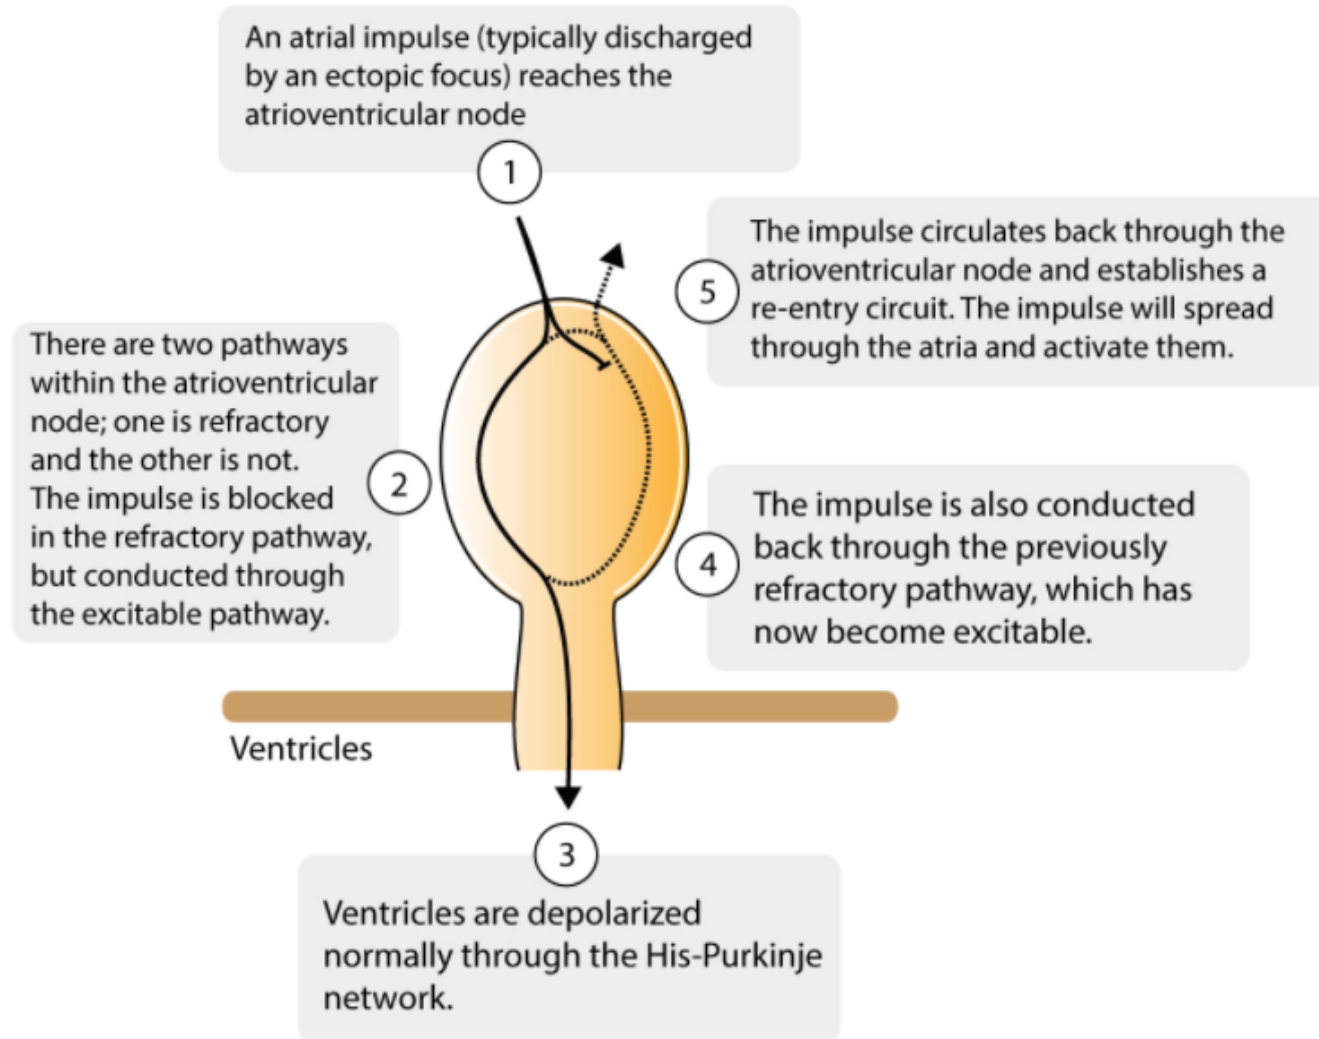 An atrial impulse (typically discharged
by an ectopic focus) reaches the
atrioventricular node
1
The impulse circulates back through the
atrioventricular node and establishes a
re-entry circuit. The impulse will spread
through the atria and activate them.
5
There are two pathways
within the atrioventricular
node; one is refractory
and the other is not.
The impulse is blocked
in the refractory pathway,
but conducted through
the excitable pathway.
2
The impulse is also conducted
back through the previously
refractory pathway, which has
now become excitable.
4
Ventricles
3
Ventricles are depolarized
normally through the His-Purkinje
network.